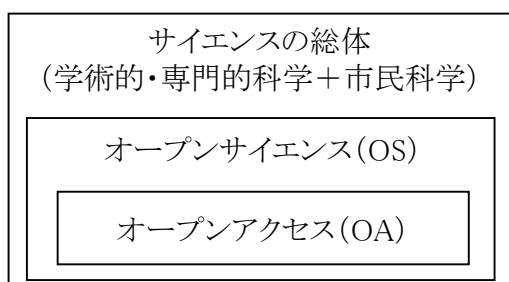 サイエンスの総体
（学術的・専門的科学＋市民科学）
オープンサイエンス（OS）
オープンアクセス（OA）